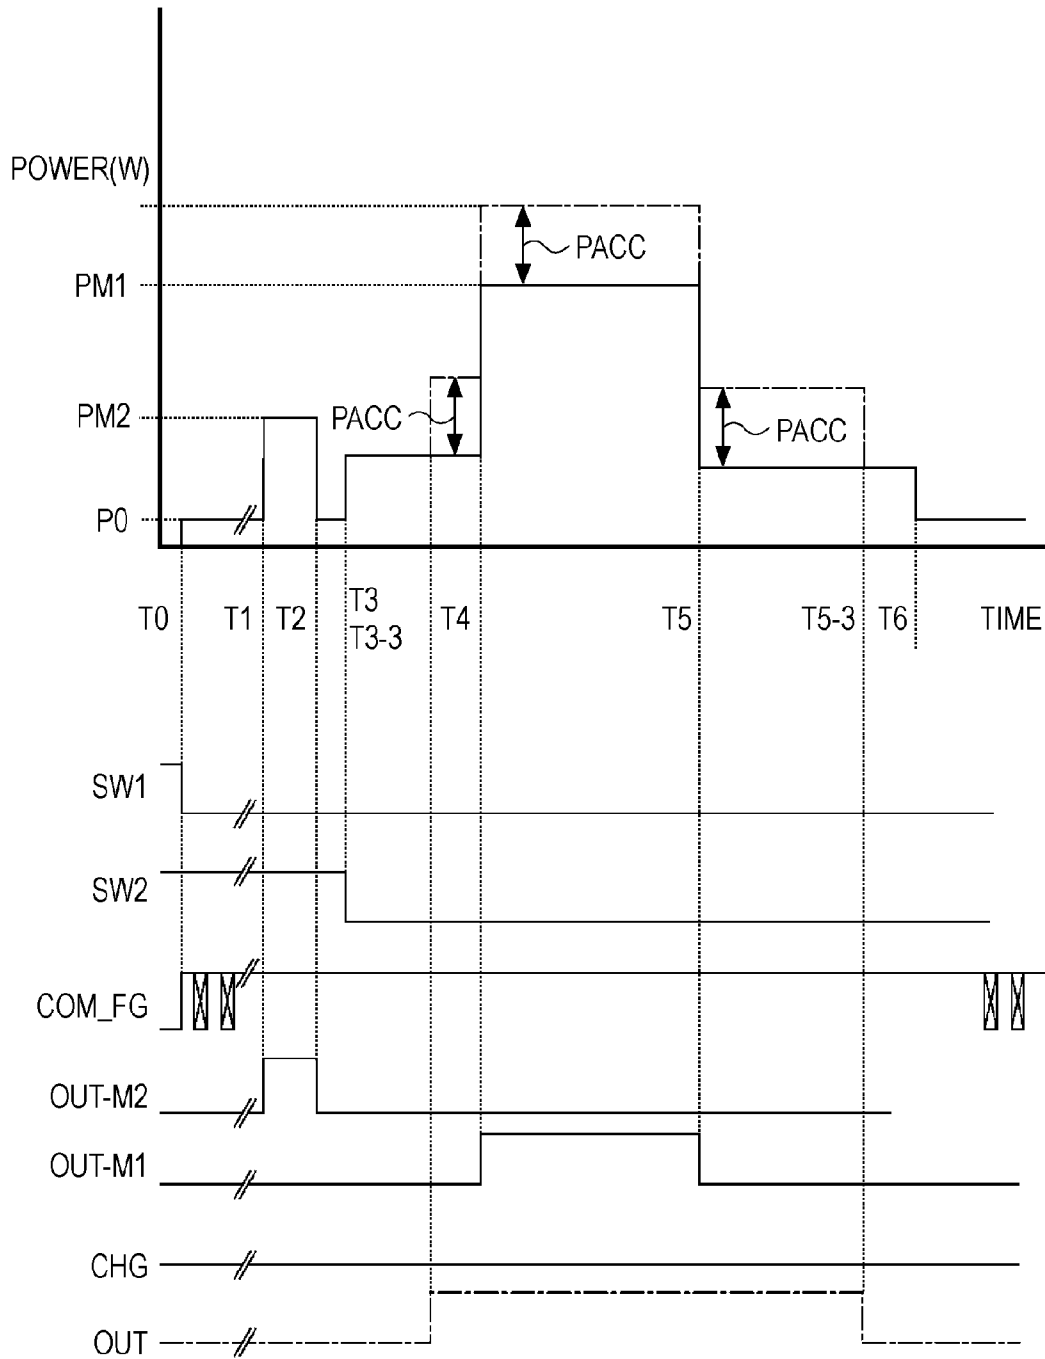 POWER(W)
PACC
PM1
PM2
PACC
PACC
P0
T0
T1
T2
T3
T3-3
T4
T5
T5-3
T6
TIME
SW1
SW2
COM_FG
OUT-M2
OUT-M1
CHG
OUT